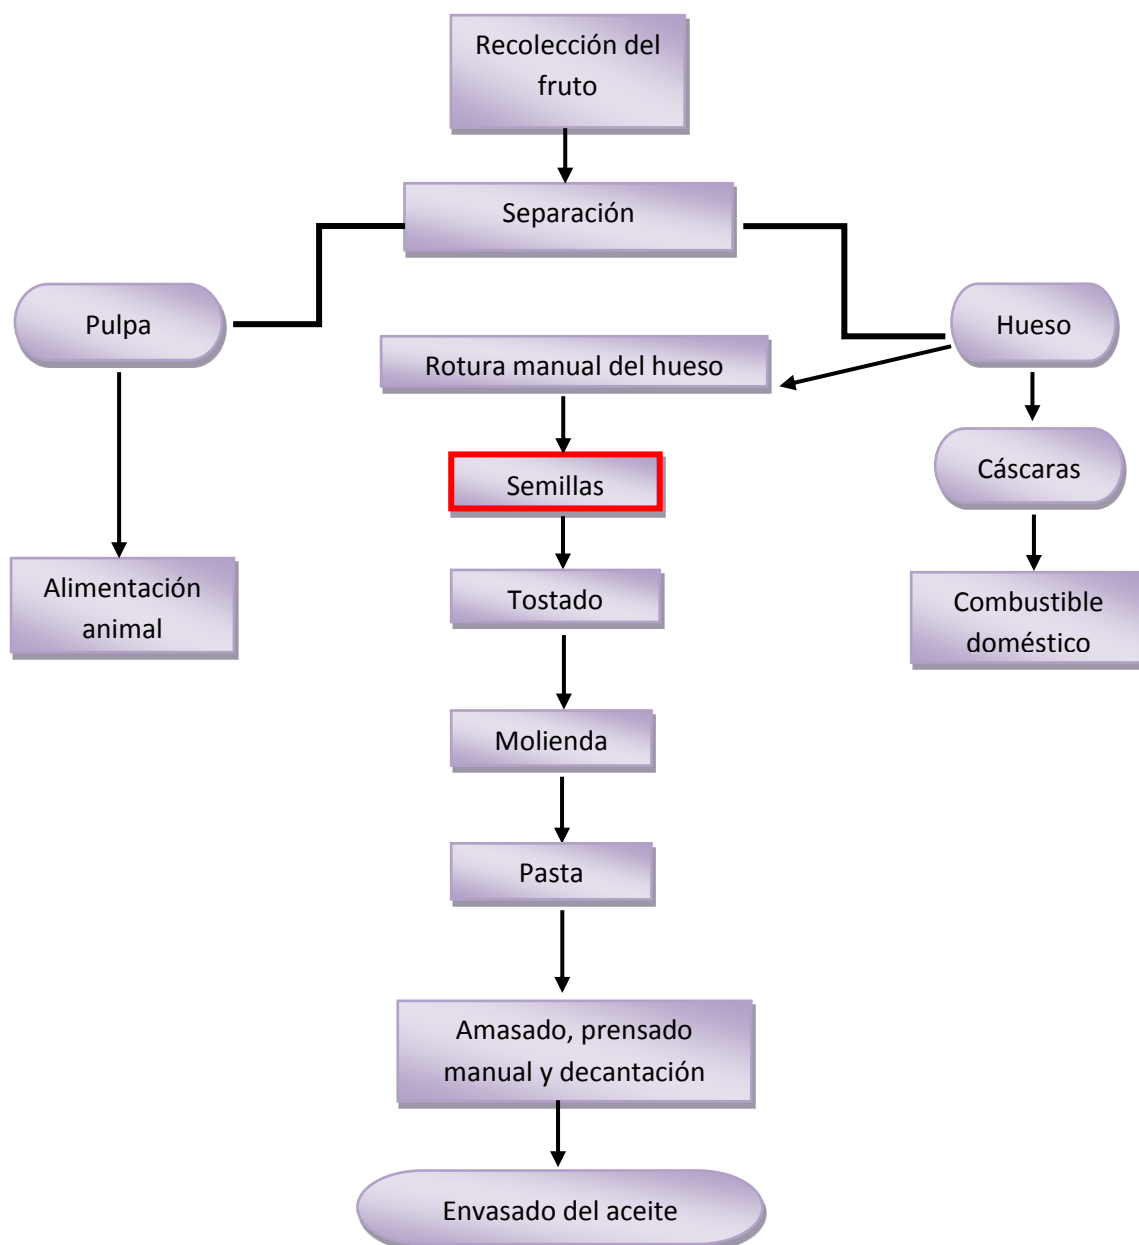 Recolección del
fruto
Separación
Pulpa
Hueso
Rotura manual del hueso
Cáscaras
Semillas
Alimentación
animal
Tostado
Combustible
doméstico
Molienda
Pasta
Amasado, prensado
manual y decantación
Envasado del aceite